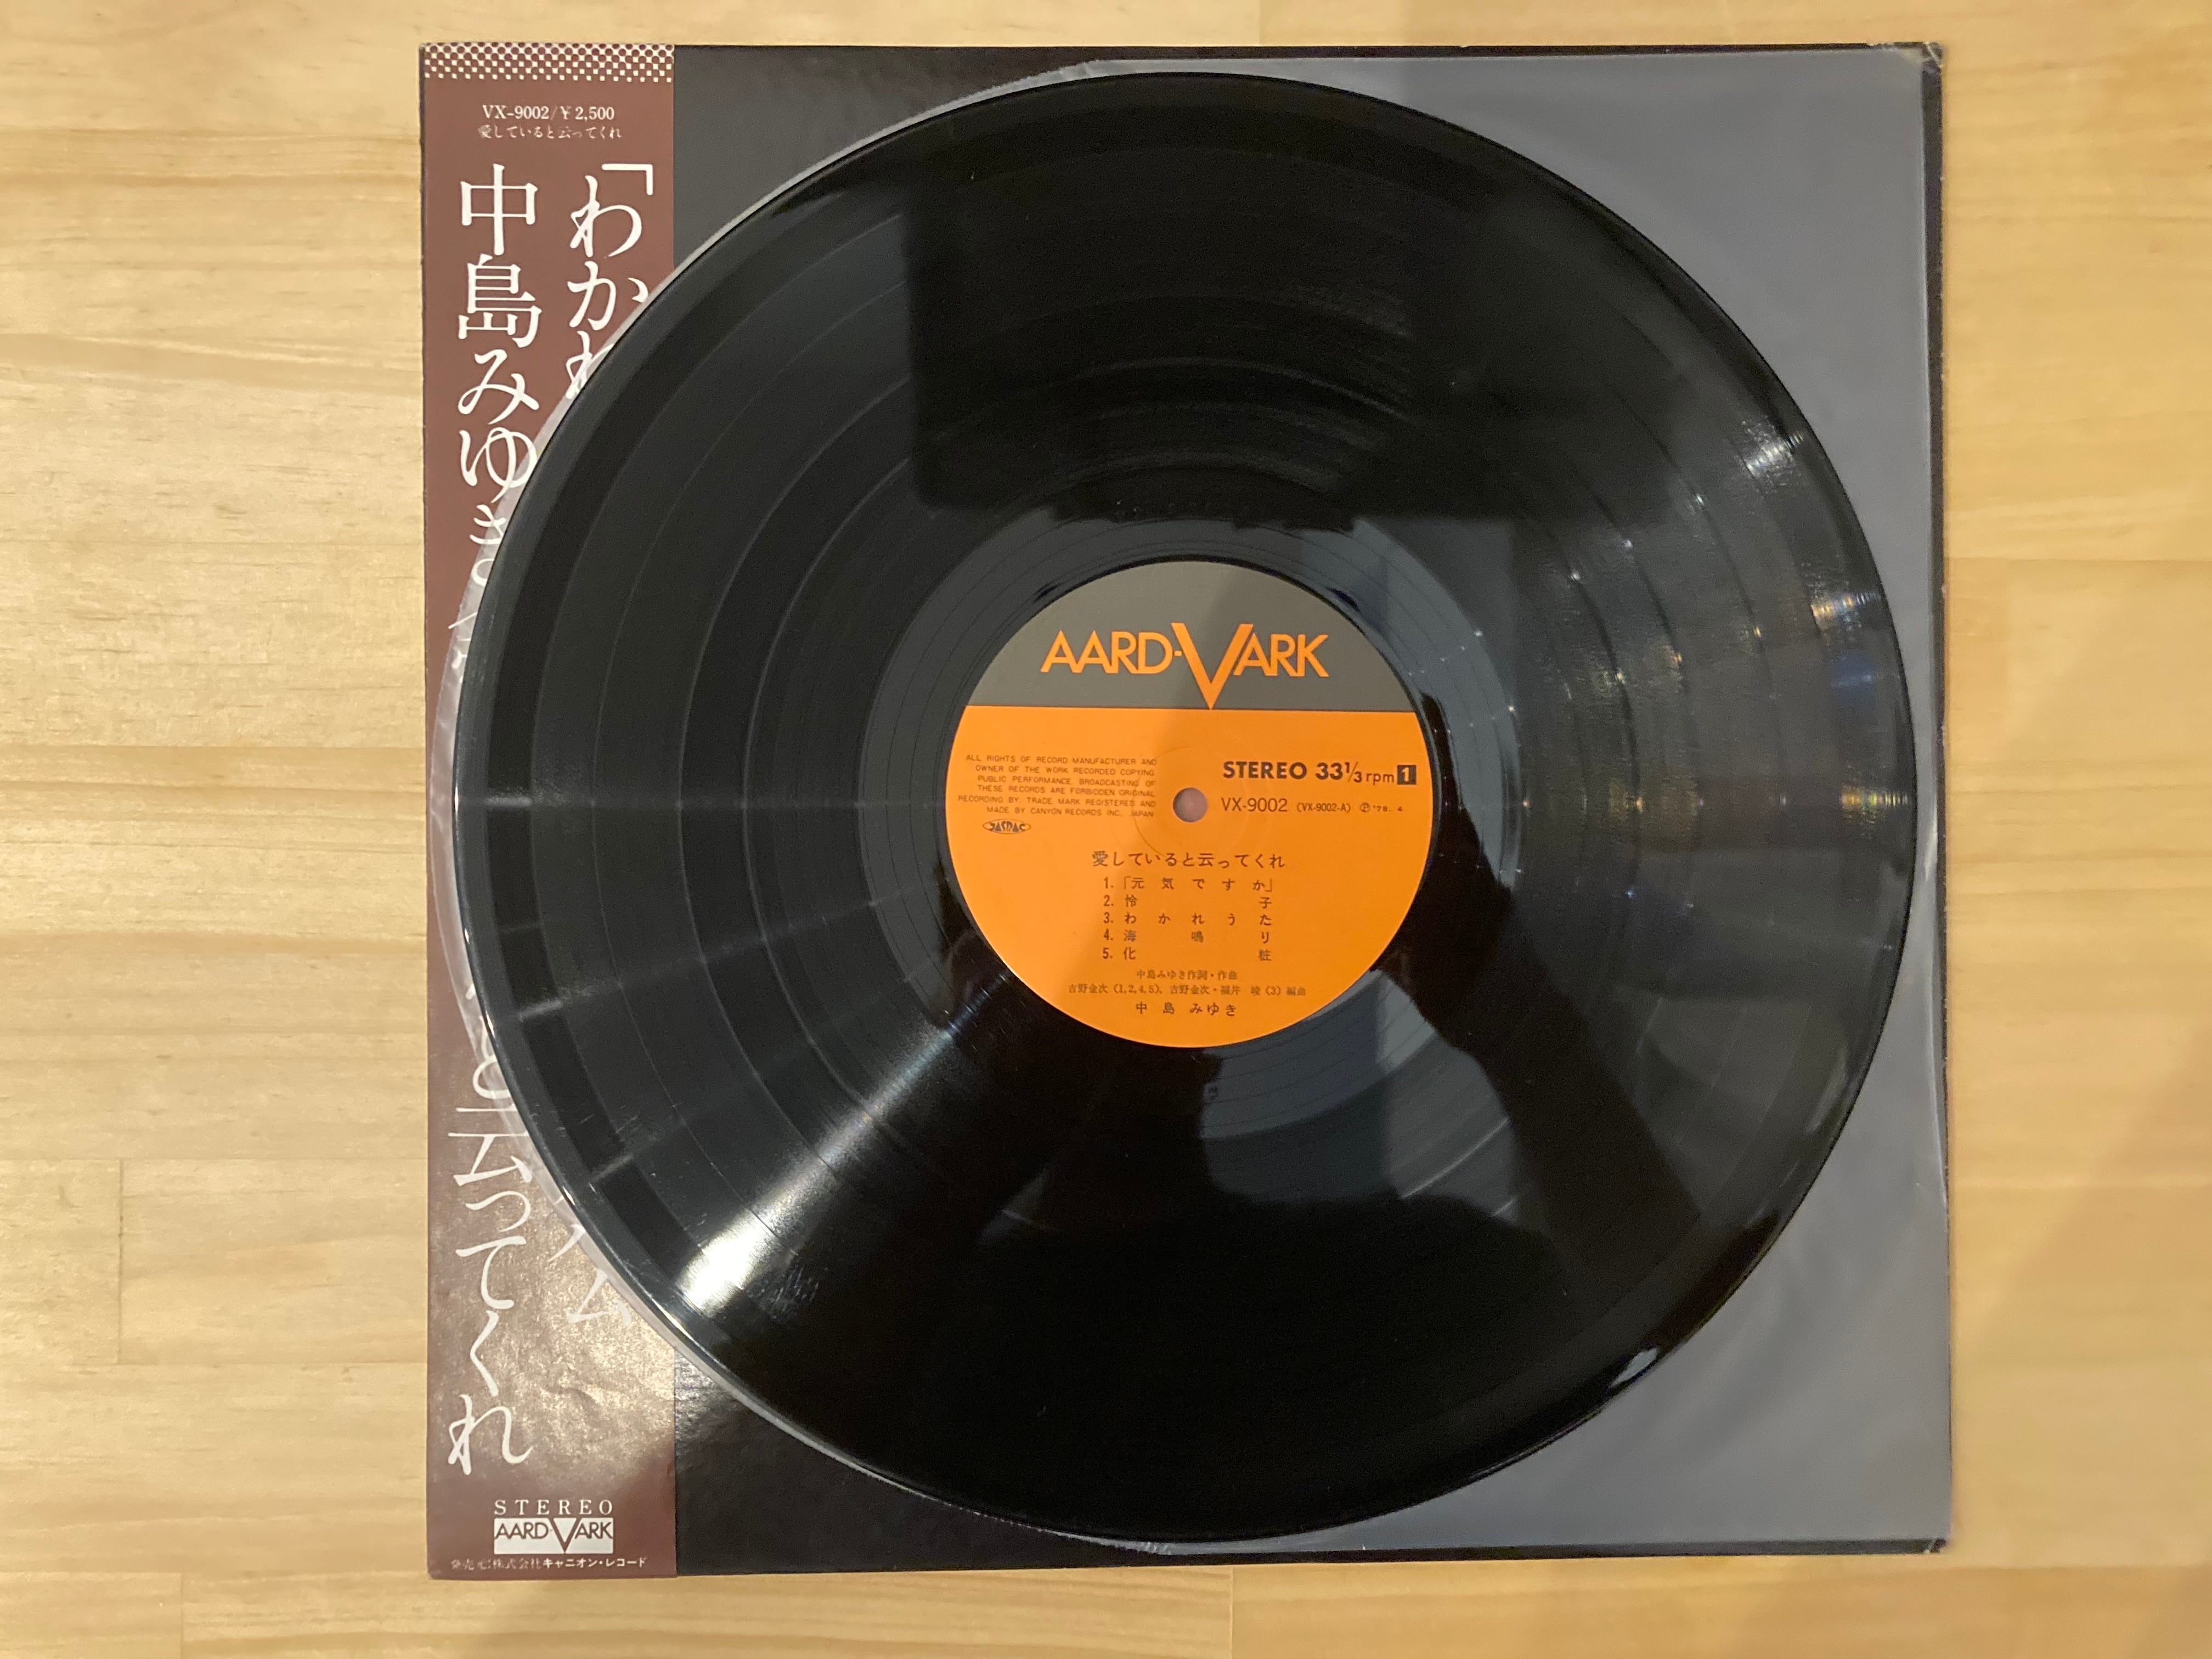 VX-9002/¥2,500
愛していると云ってくれ
「わかれ
中島みゆき
と云ってくれ
STEREO
AARD-VARK
発売元:株式会社キャニオン・レコード
AARD-VARK
ALL RIGHTS OF RECORD MANUFACTURER AND
OWNER OF THE WORK RECORDED COPYING
PUBLIC PERFORMANCE, BROADCASTING OF
THESE RECORDS ARE FORBIDDEN ORIGINAL
RECORDING BY, TRADE MARK REGISTERES AND
MADE BY CANYON RECORDS INC., JAPAN
JASRAC
STEREO 33⅓rpm 1
VX-9002 (VX-9002-A) Ⓟ'78. 4
愛していると云ってくれ
1.「元気ですか」
2. 怜子
3. わかれうた
4. 海鳴り
5. 化粧
中島みゆき作詞・作曲
吉野金次(1,2,4,5)、吉野金次・福井 峻(3)編曲
中島みゆき